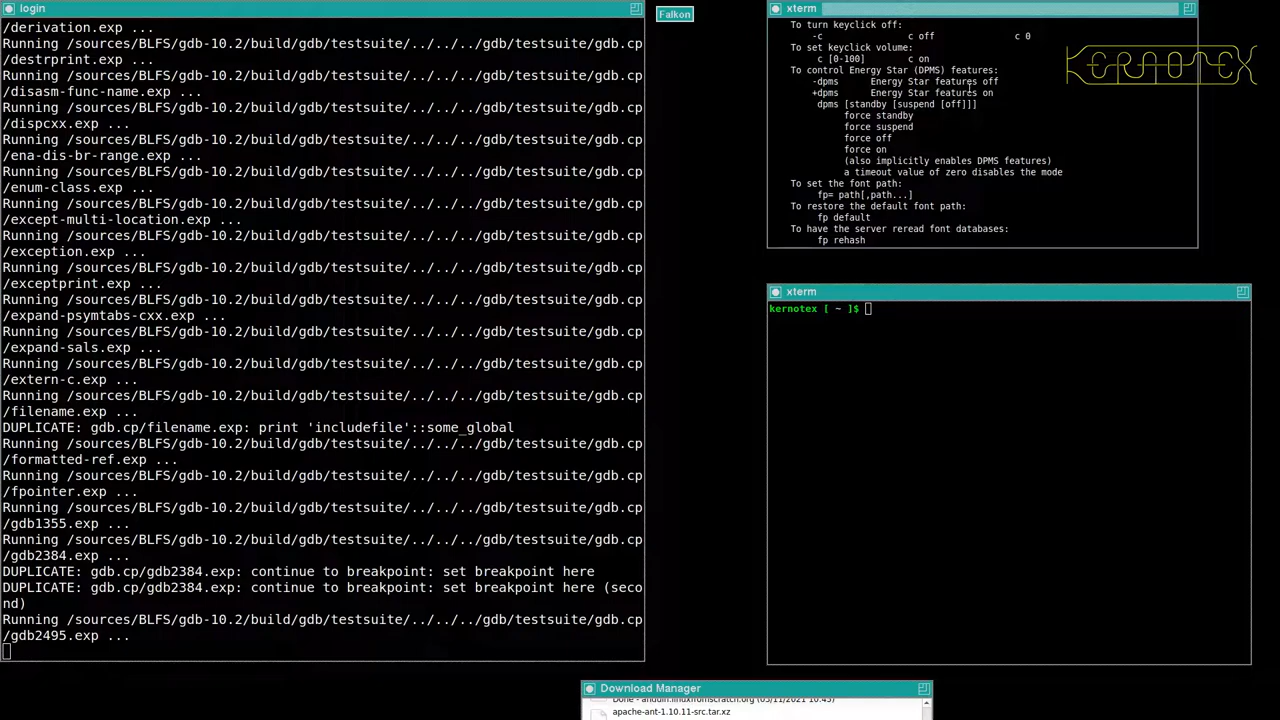 login
/derivation.exp ...
Running /sources/BLFS/gdb-10.2/build/gdb/testsuite/../../../gdb/testsuite/gdb.cp
/destrprint.exp ...
Running /sources/BLFS/gdb-10.2/build/gdb/testsuite/../../../gdb/testsuite/gdb.cp
/disasm-func-name.exp ...
Running /sources/BLFS/gdb-10.2/build/gdb/testsuite/../../../gdb/testsuite/gdb.cp
/dispcxx.exp ...
Running /sources/BLFS/gdb-10.2/build/gdb/testsuite/../../../gdb/testsuite/gdb.cp
/ena-dis-br-range.exp ...
Running /sources/BLFS/gdb-10.2/build/gdb/testsuite/../../../gdb/testsuite/gdb.cp
/enum-class.exp ...
Running /sources/BLFS/gdb-10.2/build/gdb/testsuite/../../../gdb/testsuite/gdb.cp
/except-multi-location.exp ...
Running /sources/BLFS/gdb-10.2/build/gdb/testsuite/../../../gdb/testsuite/gdb.cp
/exception.exp ...
Running /sources/BLFS/gdb-10.2/build/gdb/testsuite/../../../gdb/testsuite/gdb.cp
/exceptprint.exp ...
Running /sources/BLFS/gdb-10.2/build/gdb/testsuite/../../../gdb/testsuite/gdb.cp
/expand-psymtabs-cxx.exp ...
Running /sources/BLFS/gdb-10.2/build/gdb/testsuite/../../../gdb/testsuite/gdb.cp
/expand-sals.exp ...
Running /sources/BLFS/gdb-10.2/build/gdb/testsuite/../../../gdb/testsuite/gdb.cp
/extern-c.exp ...
Running /sources/BLFS/gdb-10.2/build/gdb/testsuite/../../../gdb/testsuite/gdb.cp
/filename.exp ...
DUPLICATE: gdb.cp/filename.exp: print 'includefile'::some_global
Running /sources/BLFS/gdb-10.2/build/gdb/testsuite/../../../gdb/testsuite/gdb.cp
/formatted-ref.exp ...
Running /sources/BLFS/gdb-10.2/build/gdb/testsuite/../../../gdb/testsuite/gdb.cp
/fpointer.exp ...
Running /sources/BLFS/gdb-10.2/build/gdb/testsuite/../../../gdb/testsuite/gdb.cp
/gdb1355.exp ...
Running /sources/BLFS/gdb-10.2/build/gdb/testsuite/../../../gdb/testsuite/gdb.cp
/gdb2384.exp ...
DUPLICATE: gdb.cp/gdb2384.exp: continue to breakpoint: set breakpoint here
DUPLICATE: gdb.cp/gdb2384.exp: continue to breakpoint: set breakpoint here (seco
nd)
Running /sources/BLFS/gdb-10.2/build/gdb/testsuite/../../../gdb/testsuite/gdb.cp
/gdb2495.exp ...
Falkon
xterm
To turn keyclick off:
-c c off c 0
To set keyclick volume:
c [0-100] c on
To control Energy Star (DPMS) features:
-dpms Energy Star features off
+dpms Energy Star features on
dpms [standby [suspend [off]]]
force standby
force suspend
force off
force on
(also implicitly enables DPMS features)
a timeout value of zero disables the mode
To set the font path:
fp= path[,path...]
To restore the default font path:
fp default
To have the server reread font databases:
fp rehash
KERNOTEX
xterm
kernotex [ ~ ]$
Download Manager
Done - anduin.linuxfromscratch.org (05/11/2021 10:45)
apache-ant-1.10.11-src.tar.xz